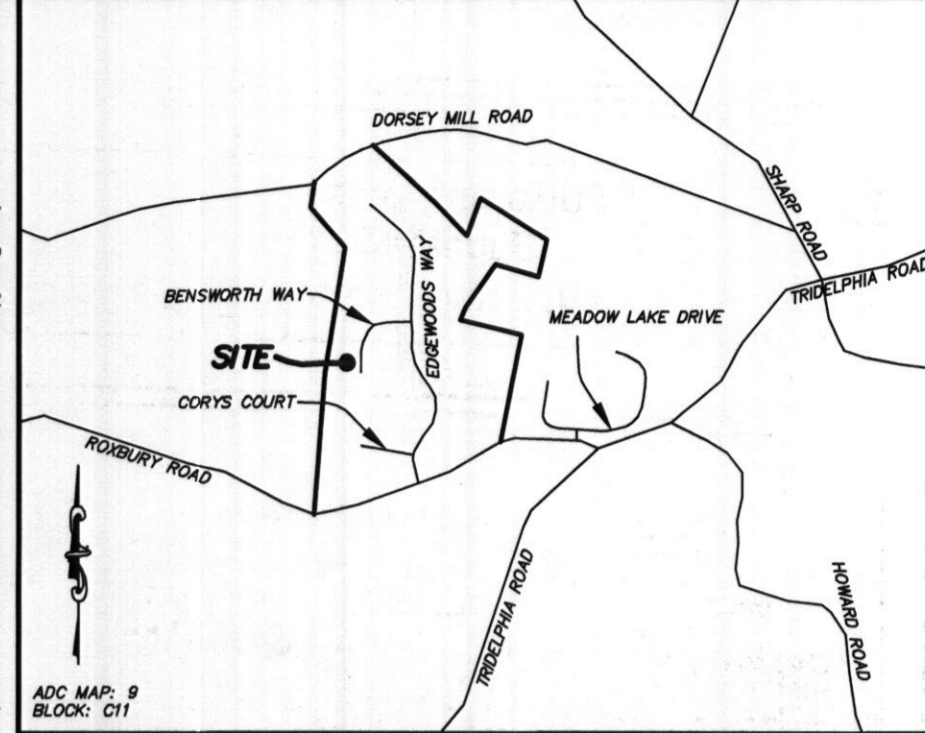 DORSEY MILL ROAD
SHARP ROAD
EDGEWOODS WAY
TRIDELPHIA ROAD
BENSWORTH WAY
MEADOW LAKE DRIVE
SITE
CORYS COURT
ROXBURY ROAD
TRIDELPHIA ROAD
HOWARD ROAD
ADC MAP: 9
BLOCK: C11